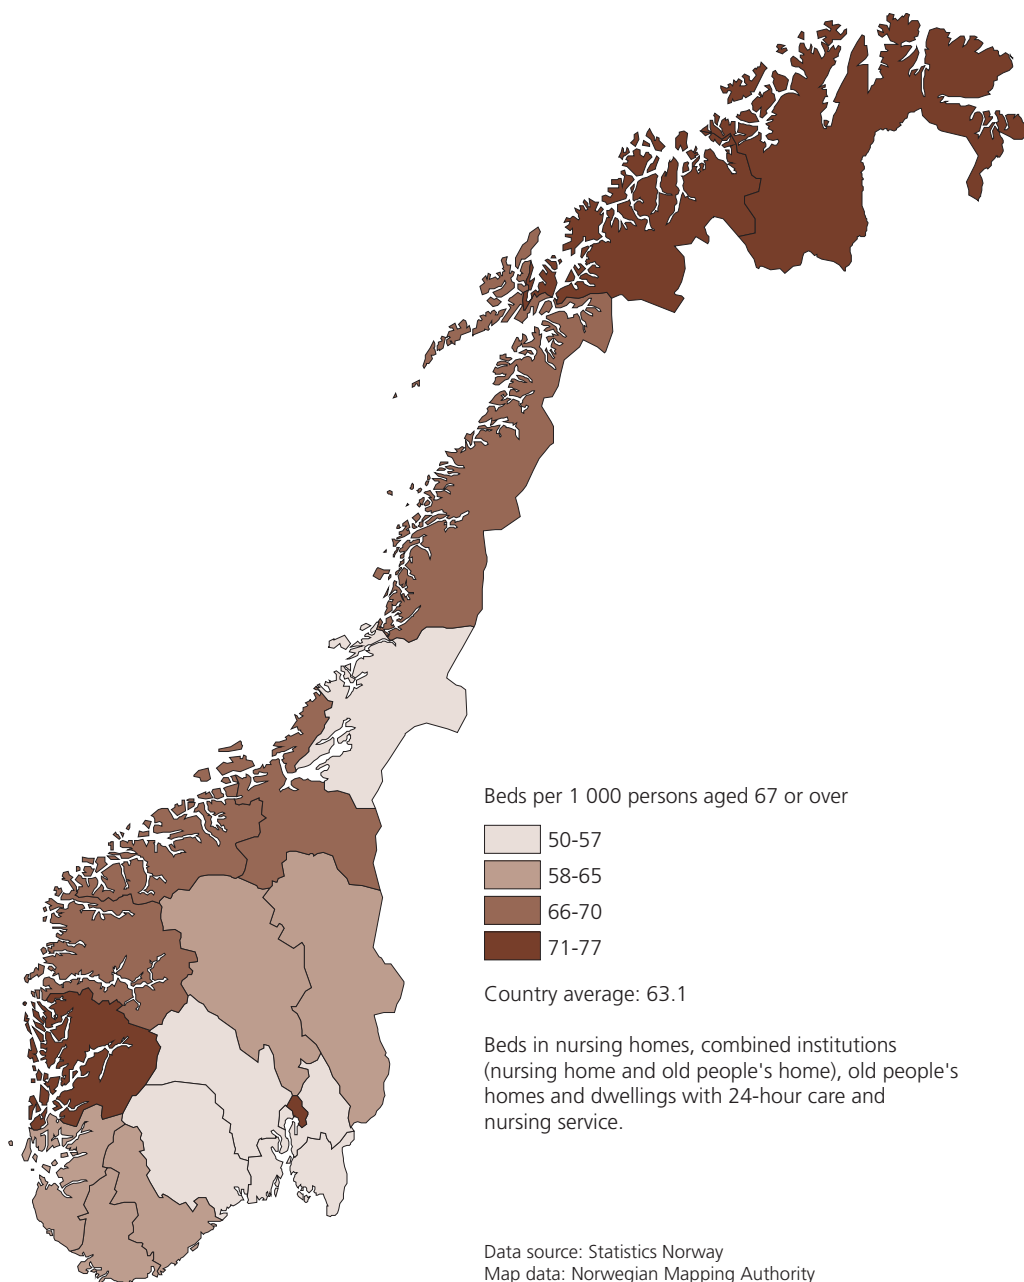 Beds per 1 000 persons aged 67 or over
50-57
58-65
66-70
71-77
Country average: 63.1
Beds in nursing homes, combined institutions
(nursing home and old people's home), old people's
homes and dwellings with 24-hour care and
nursing service.
Data source: Statistics Norway
Map data: Norwegian Mapping Authority